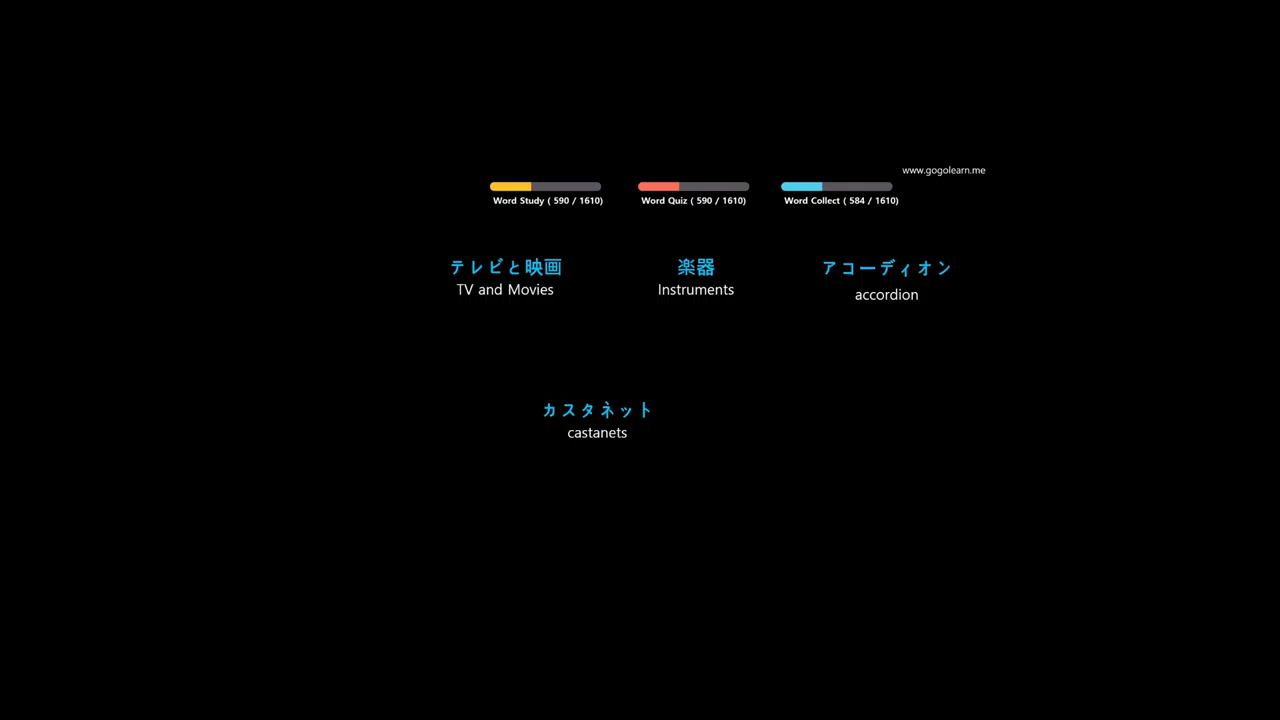 www.gogolearn.me
Word Study ( 590 / 1610)
Word Quiz ( 590 / 1610)
Word Collect ( 584 / 1610)
テレビと映画
TV and Movies
楽器
Instruments
アコーディオン
accordion
カスタネット
castanets